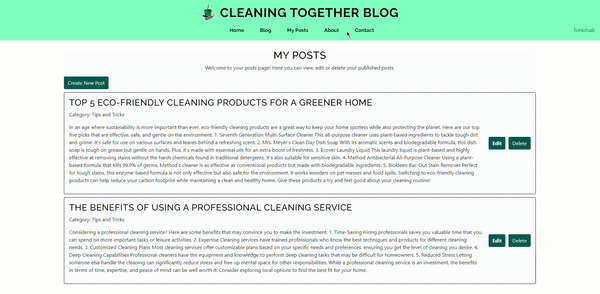 CLEANING TOGETHER BLOG
Home Blog My Posts About Contact
MY POSTS
Welcome to your posts page! Here you can view, edit or delete your published posts.
Create New Post
TOP 5 ECO-FRIENDLY CLEANING PRODUCTS FOR A GREENER HOME
Category: Tips and Tricks
In an age where sustainability is more important than ever, eco-friendly cleaning products are a great way to keep your home spotless while also protecting the planet. Here are our top
five picks that are effective, safe, and gentle on the environment. 1. Seventh Generation Multi-Surface Cleaner This all-purpose cleaner uses plant-based ingredients to tackle tough dirt
and grime. It's safe for use on various surfaces and leaves behind a refreshing scent. 2. Mrs. Meyer's Clean Day Dish Soap With its aromatic scents and biodegradable formula, this dish
soap is tough on grease but gentle on hands. Plus, it's made with essential oils for an extra boost of freshness. 3. Ecover Laundry Liquid This laundry liquid is plant-based and highly
effective at removing stains without the harsh chemicals found in traditional detergents. It's also suitable for sensitive skin. 4. Method Antibacterial All-Purpose Cleaner Using a plant-
based formula that kills 99.9% of germs, Method's cleaner is as effective as conventional products but made with biodegradable ingredients. 5. Biokleen Bac-Out Stain Remover Perfect
for tough stains, this enzyme-based formula is not only effective but also safe for the environment. It works wonders on pet messes and food spills. Switching to eco-friendly cleaning
products can help reduce your carbon footprint while maintaining a clean and healthy home. Give these products a try and feel good about your cleaning routine!
Edit Delete
THE BENEFITS OF USING A PROFESSIONAL CLEANING SERVICE
Category: Tips and Tricks
Considering a professional cleaning service? Here are some benefits that may convince you to make the investment. 1. Time-Saving Hiring professionals saves you valuable time that you
can spend on more important tasks or leisure activities. 2. Expertise Cleaning services have trained professionals who know the best techniques and products for different cleaning
needs. 3. Customized Cleaning Plans Most cleaning services offer customizable plans based on your specific needs and preferences, ensuring you get the level of cleaning you desire. 4.
Deep Cleaning Capabilities Professional cleaners have the equipment and knowledge to perform deep cleaning tasks that may be difficult for homeowners. 5. Reduced Stress Letting
someone else handle the cleaning can significantly reduce stress and free up mental space for other responsibilities. While a professional cleaning service is an investment, the benefits
in terms of time, expertise, and peace of mind can be well worth it. Consider exploring local options to find the best fit for your home.
Edit Delete